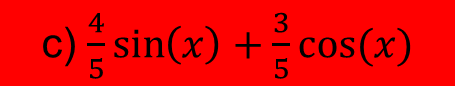 c) 4/5 sin(x) + 3/5 cos(x)